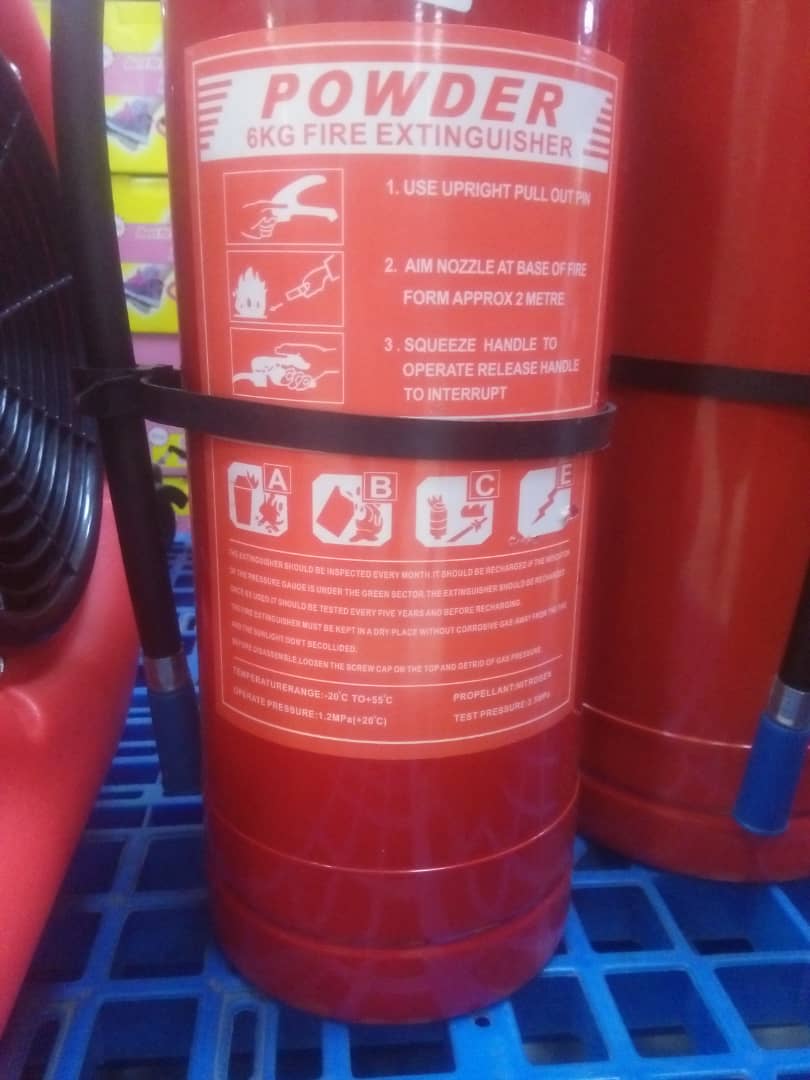 POWDER
6KG FIRE EXTINGUISHER
1. USE UPRIGHT PULL OUT PIN
2. AIM NOZZLE AT BASE OF FIRE
FORM APPROX 2 METRE
3. SQUEEZE HANDLE TO
OPERATE RELEASE HANDLE
TO INTERRUPT
A B C E
THE EXTINGUISHER SHOULD BE INSPECTED EVERY MONTH.IT SHOULD BE RECHARGED IF THE INDICATOR
OF THE PRESSURE GAUGE IS UNDER THE GREEN SECTOR.THE EXTINGUISHER SHOULD BE RECHARGED
ONCE USED.IT SHOULD BE TESTED EVERY FIVE YEARS AND BEFORE RECHARGING.
THE FIRE EXTINGUISHER MUST BE KEPT IN A DRY PLACE WITHOUT CORROSIVE GAS AWAY FROM THE FIRE
AND THE SUNLIGHT.DON'T BECOLLIDED.
BEFORE DISASSEMBLE,LOOSEN THE SCREW CAP ON THE TOP AND GETRID OF GAS PRESSURE.
TEMPERATURERANGE:-20°C TO+55°C
PROPELLANT:NITROGEN
OPERATE PRESSURE:1.2MPa(+20°C)
TEST PRESSURE: